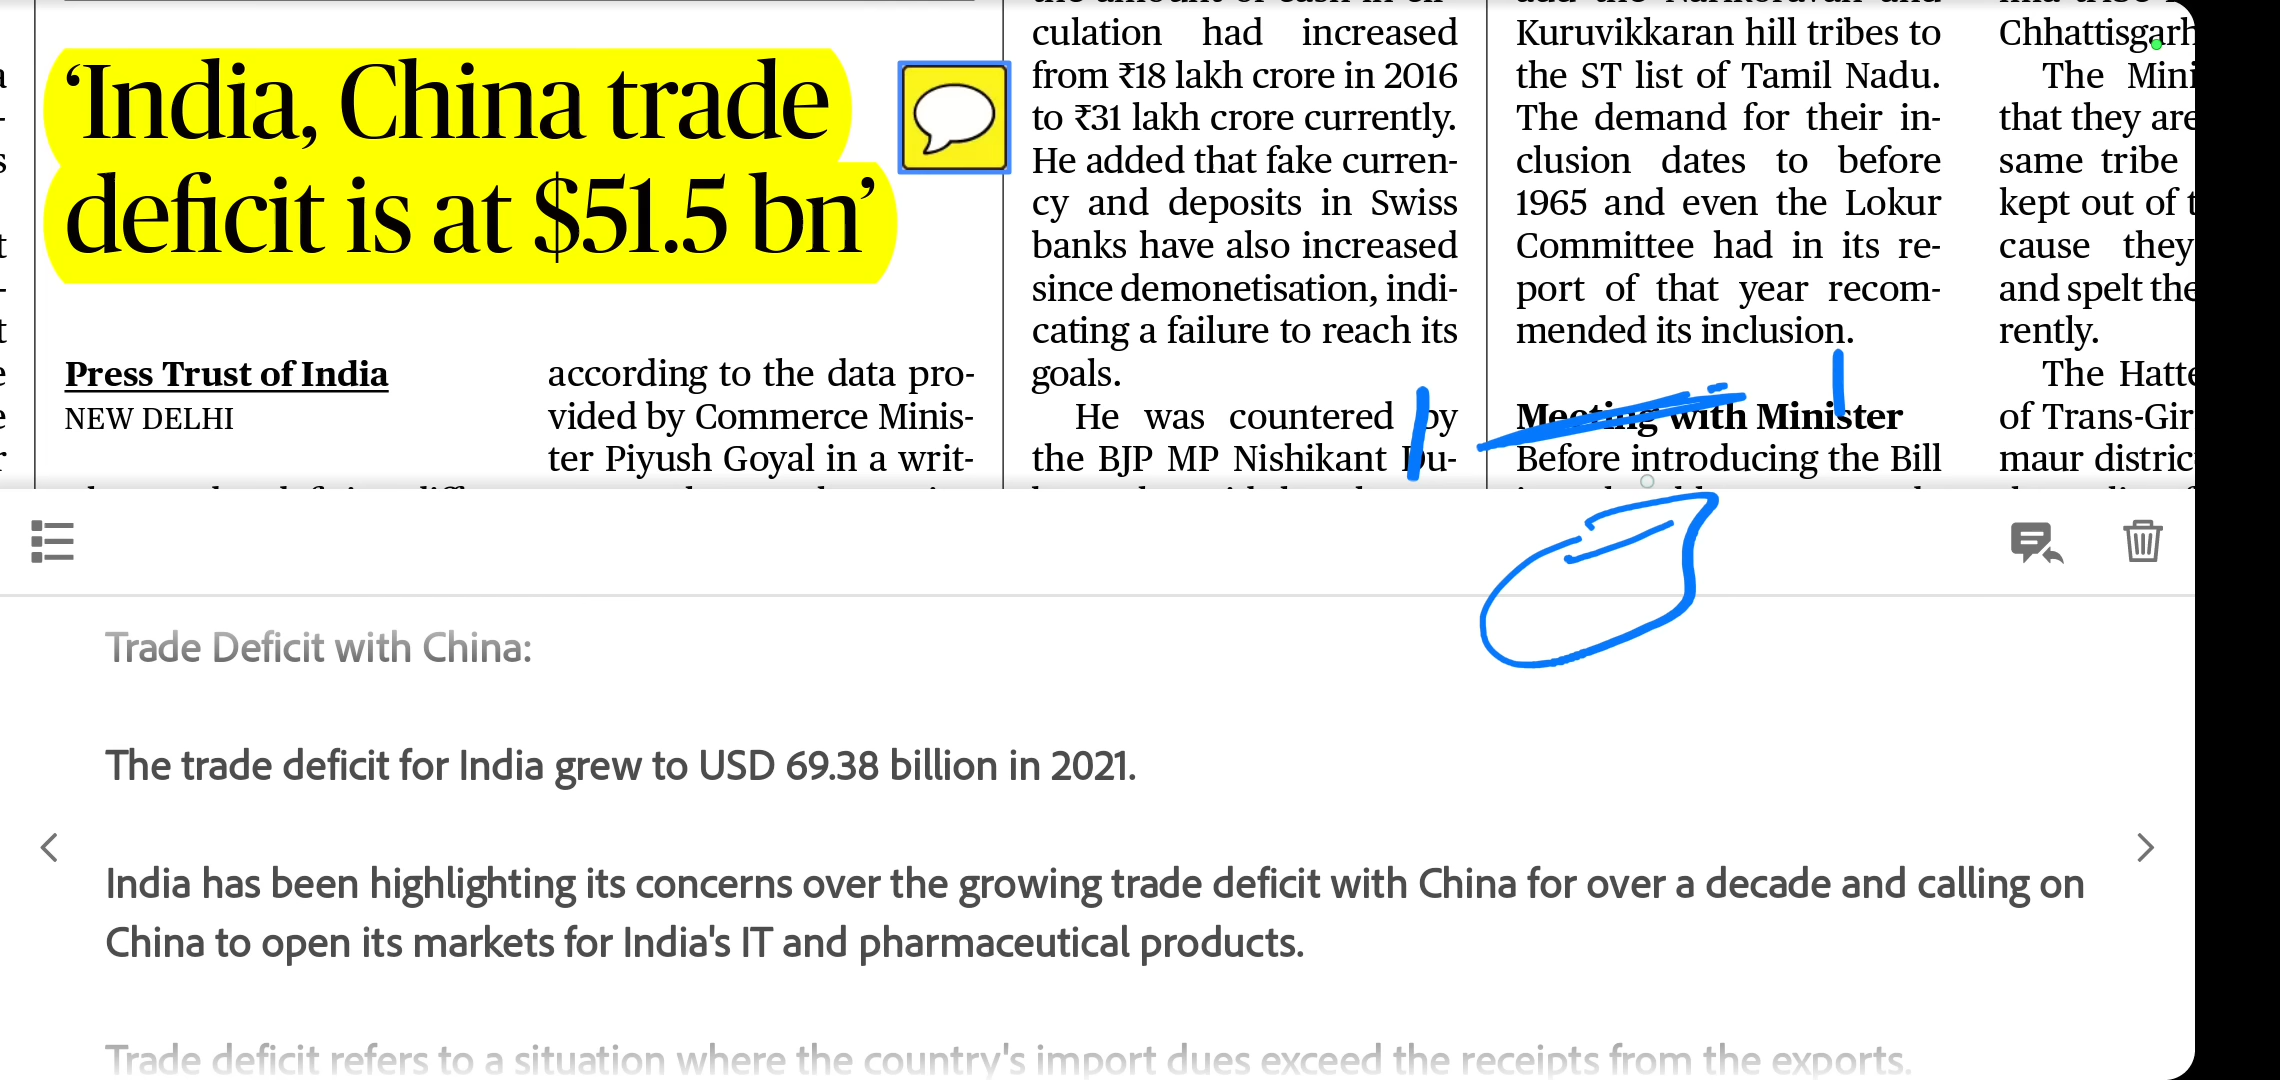 ‘India, China trade
deficit is at $51.5 bn’
Press Trust of India
NEW DELHI
according to the data pro-
vided by Commerce Minis-
ter Piyush Goyal in a writ-
culation had increased
from ₹18 lakh crore in 2016
to ₹31 lakh crore currently.
He added that fake curren-
cy and deposits in Swiss
banks have also increased
since demonetisation, indi-
cating a failure to reach its
goals.
He was countered by
the BJP MP Nishikant Du-
Kuruvikkaran hill tribes to
the ST list of Tamil Nadu.
The demand for their in-
clusion dates to before
1965 and even the Lokur
Committee had in its re-
port of that year recom-
mended its inclusion.
Meeting with Minister
Before introducing the Bill
Chhattisgarh
The Mini
that they are
same tribe
kept out of t
cause they
and spelt the
rently.
The Hatte
of Trans-Gir
maur distric
Trade Deficit with China:
The trade deficit for India grew to USD 69.38 billion in 2021.
India has been highlighting its concerns over the growing trade deficit with China for over a decade and calling on
China to open its markets for India's IT and pharmaceutical products.
Trade deficit refers to a situation where the country's import dues exceed the receipts from the exports.